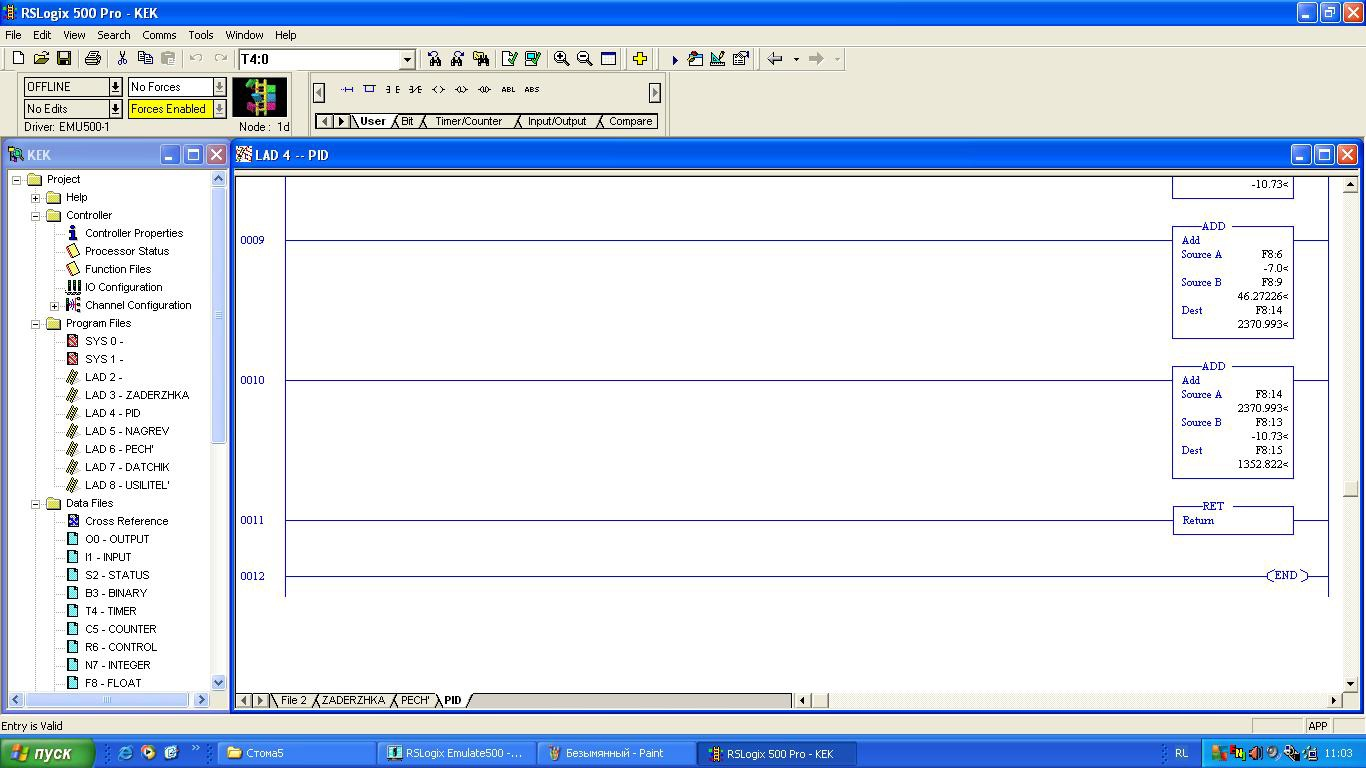 RSLogix 500 Pro - KEK
File Edit View Search Comms Tools Window Help
T4:0
OFFLINE No Forces
No Edits Forces Enabled
Driver: EMU500-1 Node : 1d
ABL ABS
User Bit Timer/Counter Input/Output Compare
KEK
Project
Help
Controller
Controller Properties
Processor Status
Function Files
IO Configuration
Channel Configuration
Program Files
SYS 0 -
SYS 1 -
LAD 2 -
LAD 3 - ZADERZHKA
LAD 4 - PID
LAD 5 - NAGREV
LAD 6 - PECH'
LAD 7 - DATCHIK
LAD 8 - USILITEL'
Data Files
Cross Reference
O0 - OUTPUT
I1 - INPUT
S2 - STATUS
B3 - BINARY
T4 - TIMER
C5 - COUNTER
R6 - CONTROL
N7 - INTEGER
F8 - FLOAT
LAD 4 -- PID
-10.73<
ADD
0009 Add
Source A F8:6
-7.0<
Source B F8:9
46.27226<
Dest F8:14
2370.993<
ADD
0010 Add
Source A F8:14
2370.993<
Source B F8:13
-10.73<
Dest F8:15
1352.822<
RET
0011 Return
0012 END
File 2 ZADERZHKA PECH' PID
Entry is Valid APP
пуск Стома5 RSLogix Emulate500 -... Безымянный - Paint RSLogix 500 Pro - KEK RL 11:03